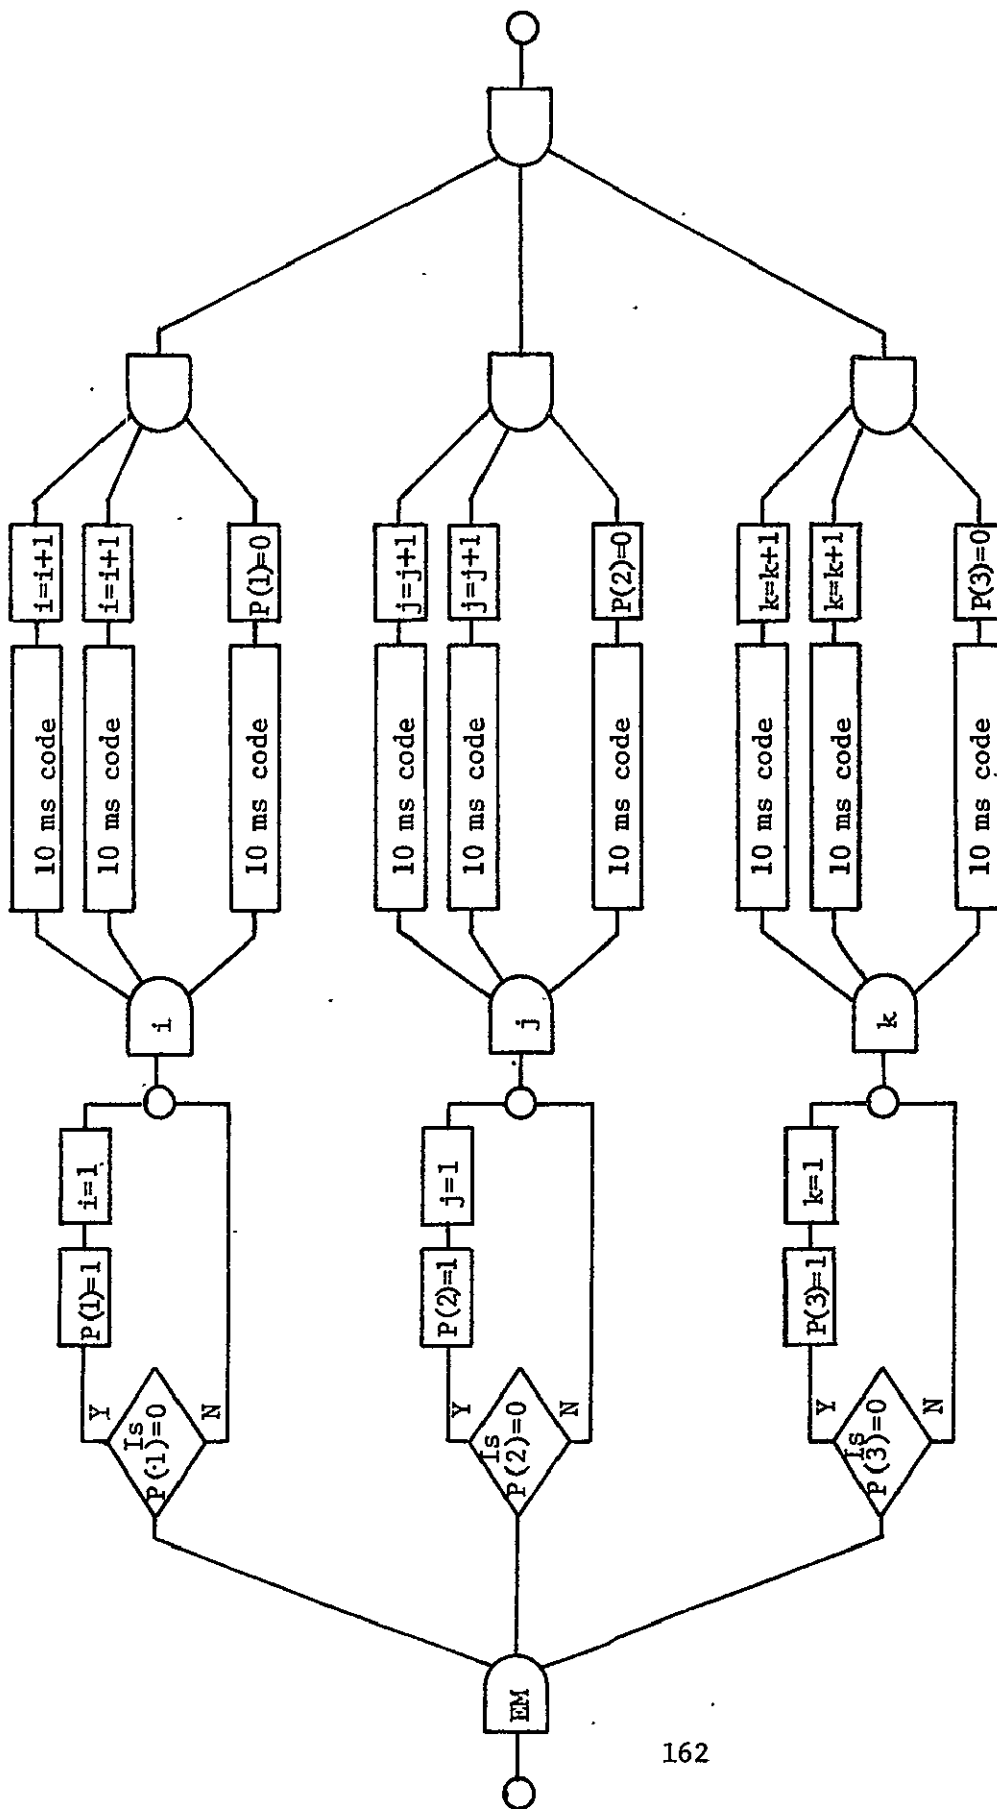 EM
Is
P(1)=0
Y
N
P(1)=1
i=1
i
10 ms code
i=i+1
10 ms code
i=i+1
10 ms code
P(1)=0
Is
P(2)=0
Y
N
P(2)=1
j=1
j
10 ms code
j=j+1
10 ms code
j=j+1
10 ms code
P(2)=0
Is
P(3)=0
Y
N
P(3)=1
k=1
k
10 ms code
k=k+1
10 ms code
k=k+1
10 ms code
P(3)=0
162